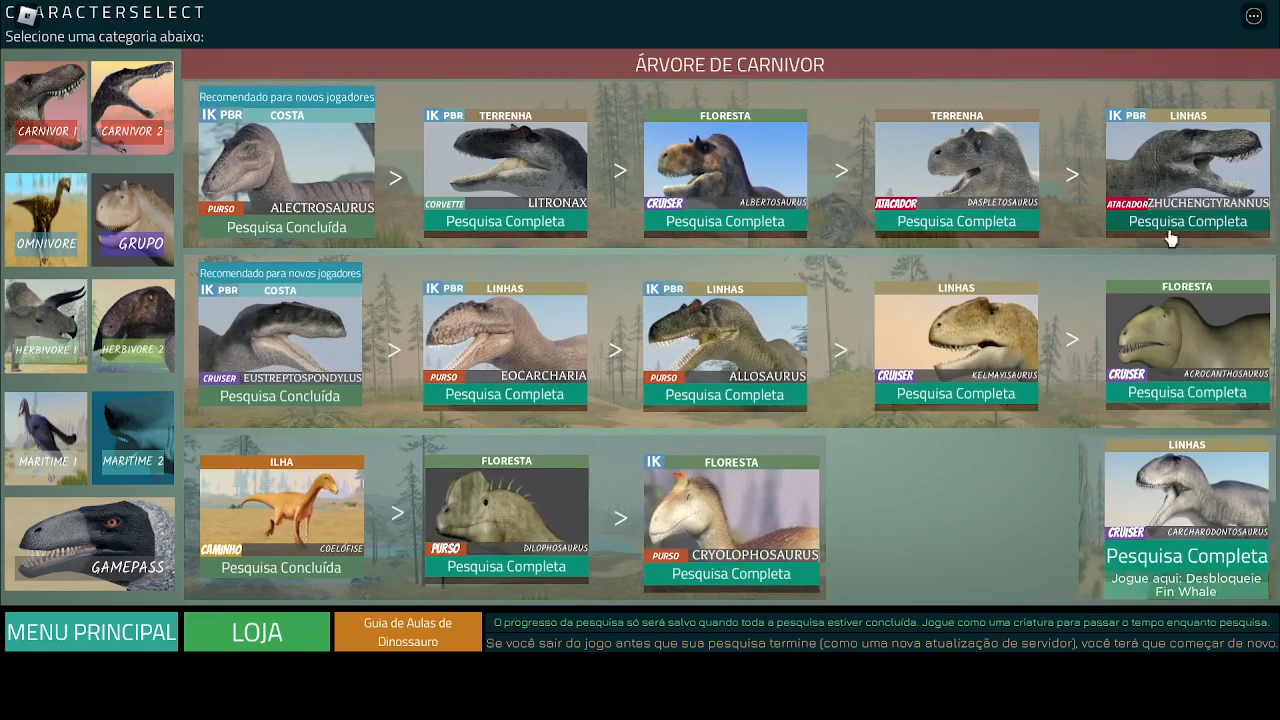 C ARACTERSELECT
Selecione uma categoria abaixo:
CARNIVOR 1
CARNIVOR 2
OMNIVORE
GRUPO
HERBIVORE 1
HERBIVORE 2
MARITIME 1
MARITIME 2
GAMEPASS
ÁRVORE DE CARNIVOR
Recomendado para novos jogadores
IK PBR COSTA
PURSO ALECTROSAURUS
Pesquisa Concluída
>
IK PBR TERRENHA
CORVETTE LITRONAX
Pesquisa Completa
>
FLORESTA
CRUISER ALBERTOSAURUS
Pesquisa Completa
>
TERRENHA
ATACADOR DASPLETOSAURUS
Pesquisa Completa
>
IK PBR LINHAS
ATACADOR ZHUCHENGTYRANNUS
Pesquisa Completa
Recomendado para novos jogadores
IK PBR COSTA
CRUISER EUSTREPTOSPONDYLUS
Pesquisa Concluída
>
IK PBR LINHAS
PURSO EOCARCHARIA
Pesquisa Completa
>
IK PBR LINHAS
PURSO ALLOSAURUS
Pesquisa Completa
>
LINHAS
CRUISER KELMAYISAURUS
Pesquisa Completa
>
FLORESTA
CRUISER ACROCANTHOSAURUS
Pesquisa Completa
ILHA
CAMINHO COELÓFISE
Pesquisa Concluída
>
FLORESTA
PURSO DILOPHOSAURUS
Pesquisa Completa
>
IK FLORESTA
PURSO CRYOLOPHOSAURUS
Pesquisa Completa
LINHAS
CRUISER CARCHARODONTOSAURUS
Pesquisa Completa
Jogue aqui: Desbloqueie
Fin Whale
MENU PRINCIPAL
LOJA
Guia de Aulas de
Dinossauro
O progresso da pesquisa só será salvo quando toda a pesquisa estiver concluída. Jogue como uma criatura para passar o tempo enquanto pesquisa.
Se você sair do jogo antes que sua pesquisa termine (como uma nova atualização de servidor), você terá que começar de novo.